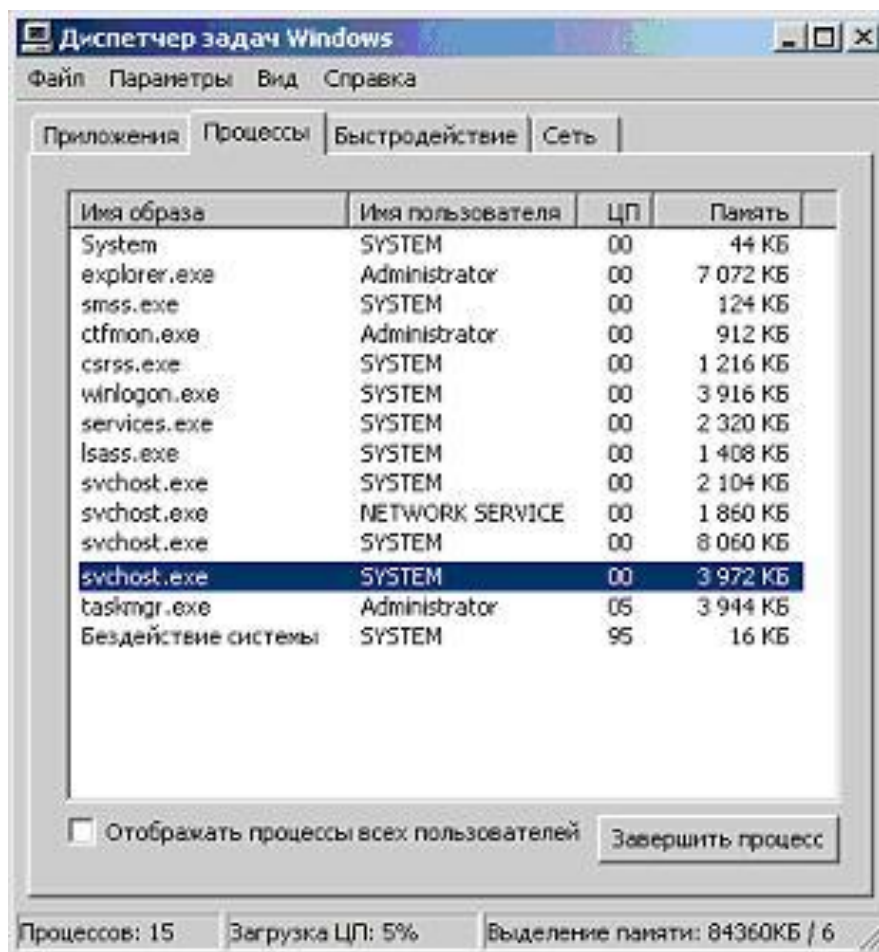 Диспетчер задач Windows
Файл Параметры Вид Справка
Приложения Процессы Быстродействие Сеть
Имя образа Имя пользователя ЦП Память
System SYSTEM 00 44 КБ
explorer.exe Administrator 00 7 072 КБ
smss.exe SYSTEM 00 124 КБ
ctfmon.exe Administrator 00 912 КБ
csrss.exe SYSTEM 00 1 216 КБ
winlogon.exe SYSTEM 00 3 916 КБ
services.exe SYSTEM 00 2 320 КБ
lsass.exe SYSTEM 00 1 408 КБ
svchost.exe SYSTEM 00 2 104 КБ
svchost.exe NETWORK SERVICE 00 1 860 КБ
svchost.exe SYSTEM 00 8 060 КБ
svchost.exe SYSTEM 00 3 972 КБ
taskmgr.exe Administrator 05 3 944 КБ
Бездействие системы SYSTEM 95 16 КБ
Отображать процессы всех пользователей Завершить процесс
Процессов: 15 Загрузка ЦП: 5% Выделение памяти: 84360КБ / 6